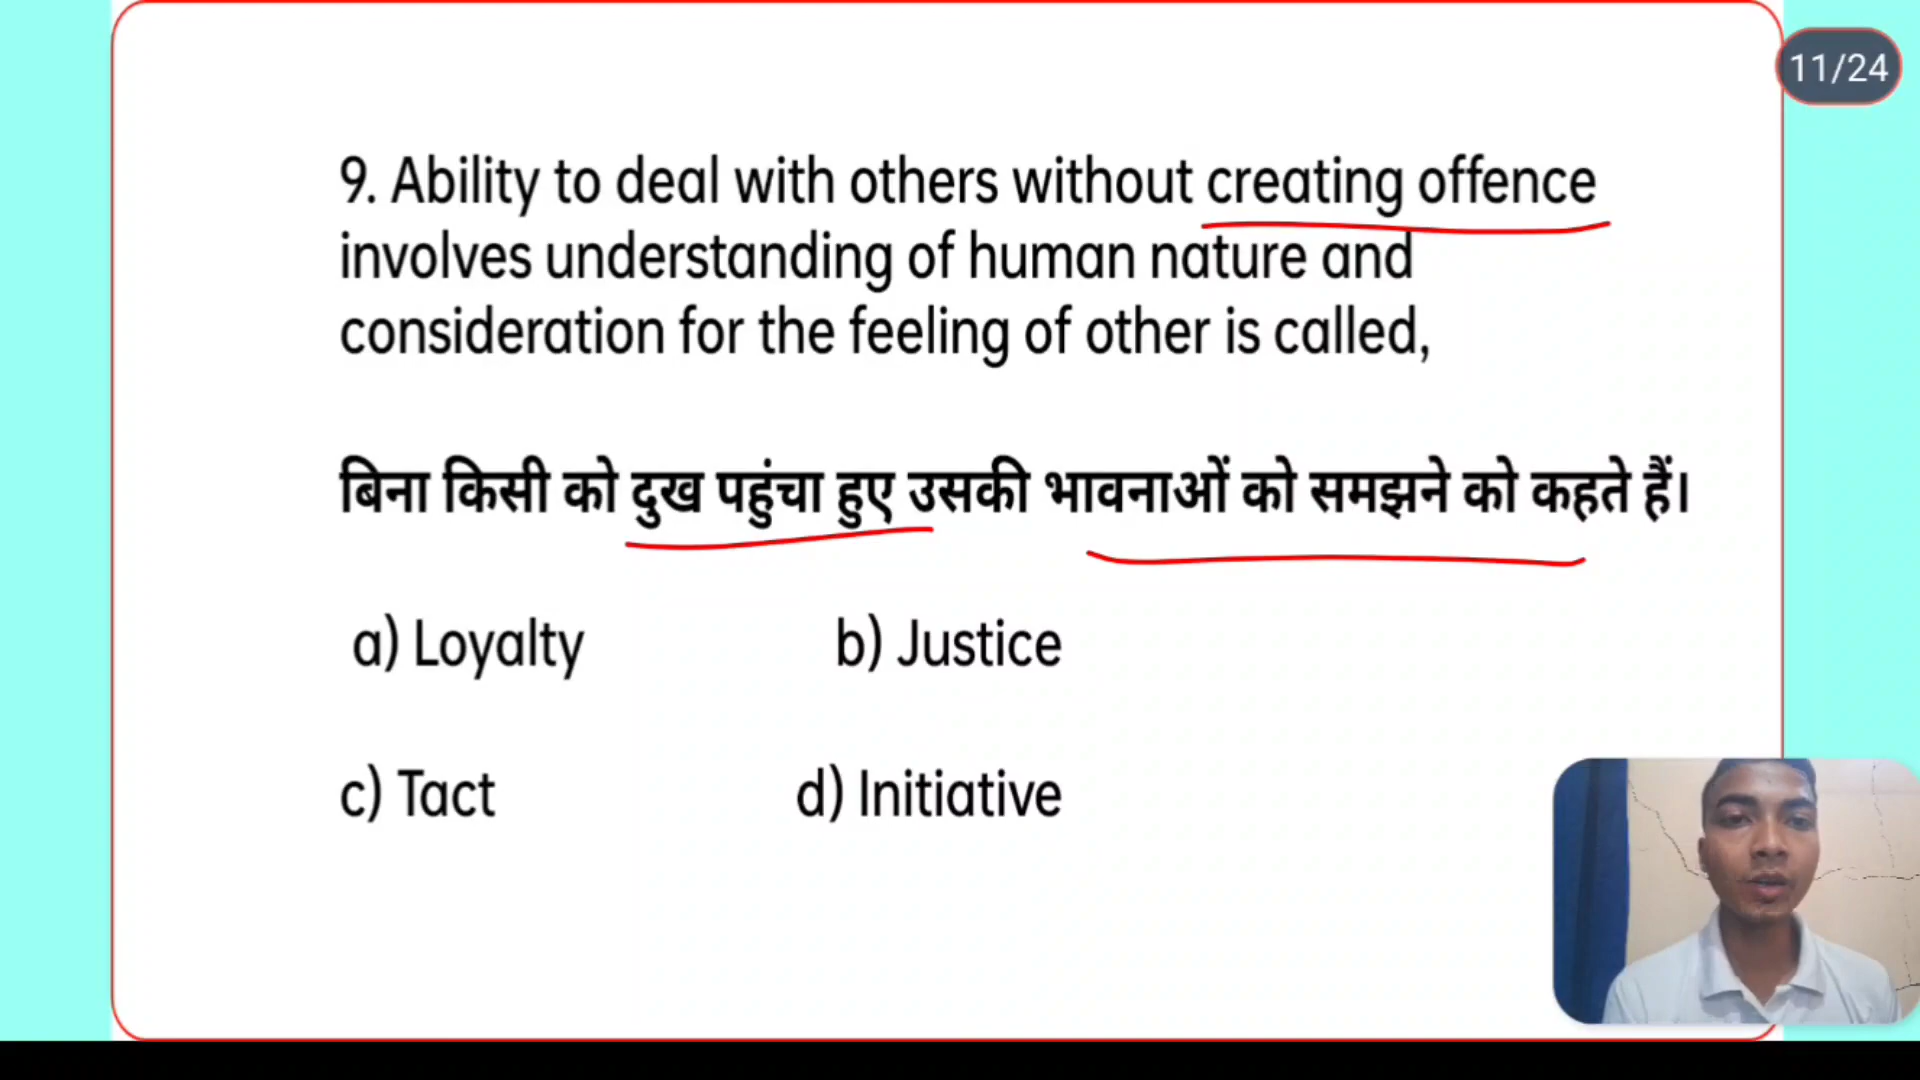 11/24
9. Ability to deal with others without creating offence
involves understanding of human nature and
consideration for the feeling of other is called,
बिना किसी को दुख पहुंचा हुए उसकी भावनाओं को समझने को कहते हैं।
a) Loyalty b) Justice
c) Tact d) Initiative